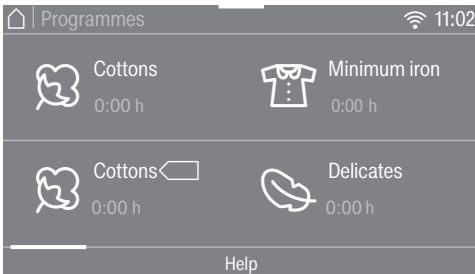 Programmes 11:02
Cottons
0:00 h
Minimum iron
0:00 h
Cottons
0:00 h
Delicates
0:00 h
Help